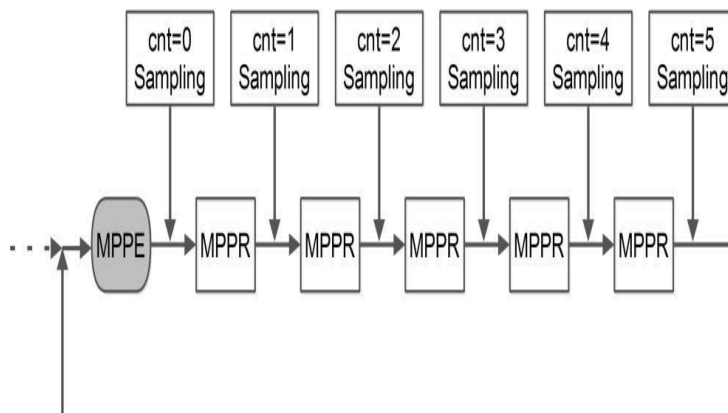 cnt=0
Sampling
cnt=1
Sampling
cnt=2
Sampling
cnt=3
Sampling
cnt=4
Sampling
cnt=5
Sampling
MPPE
MPPR
MPPR
MPPR
MPPR
MPPR